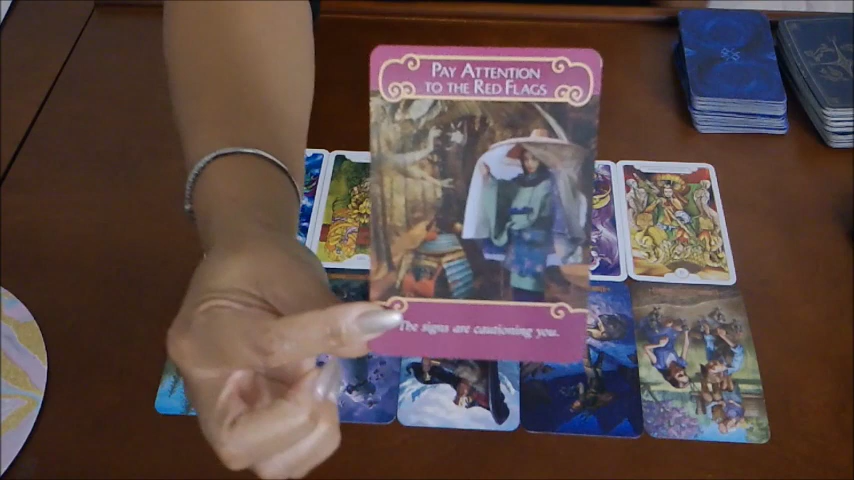 PAY ATTENTION
TO THE RED FLAGS
The signs are cautioning you.